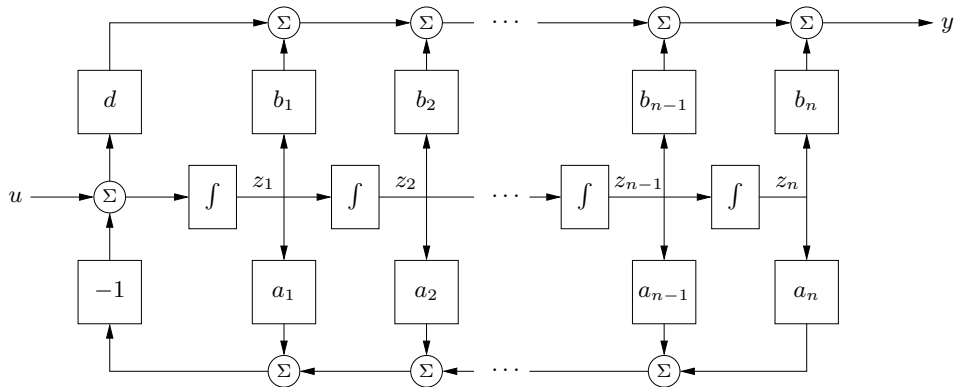 Σ Σ ⋯ Σ Σ y
d b₁ b₂ bₙ₋₁ bₙ
u Σ ∫ z₁ ∫ z₂ ⋯ ∫ zₙ₋₁ ∫ zₙ
−1 a₁ a₂ aₙ₋₁ aₙ
Σ Σ ⋯ Σ